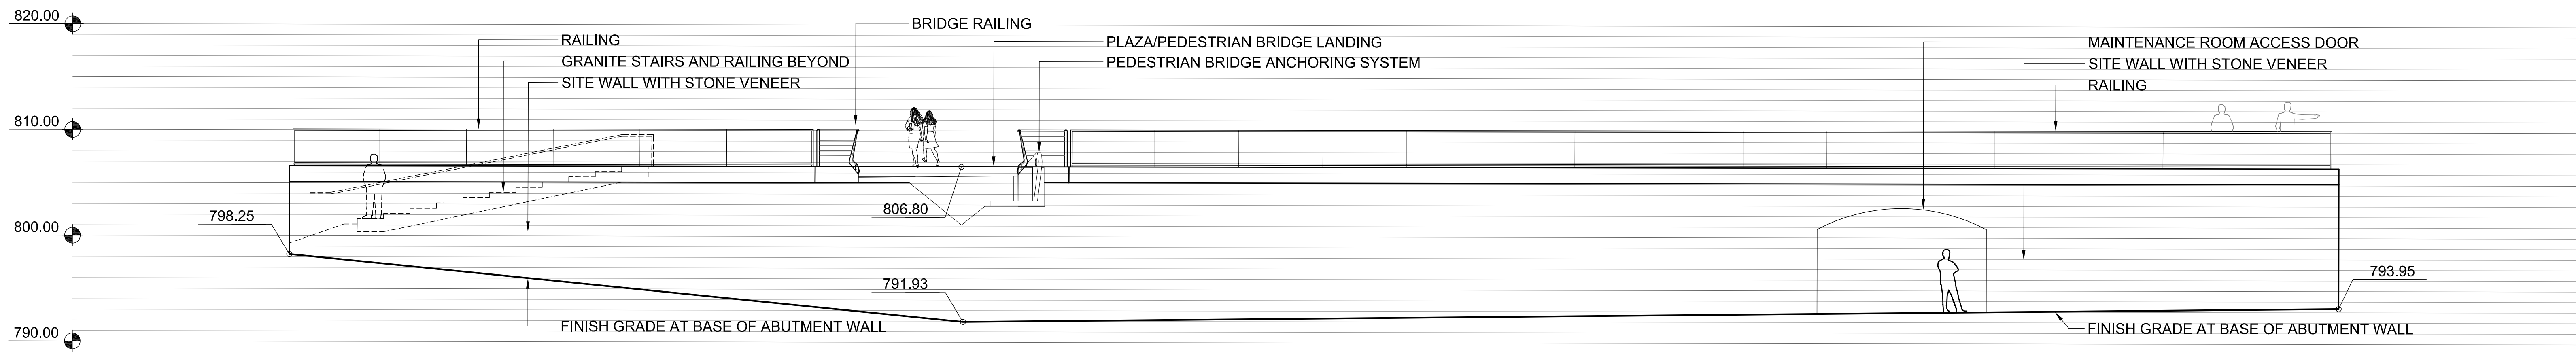 820.00
BRIDGE RAILING
RAILING
PLAZA/PEDESTRIAN BRIDGE LANDING
MAINTENANCE ROOM ACCESS DOOR
GRANITE STAIRS AND RAILING BEYOND
PEDESTRIAN BRIDGE ANCHORING SYSTEM
SITE WALL WITH STONE VENEER
SITE WALL WITH STONE VENEER
RAILING
810.00
806.80
798.25
800.00
793.95
791.93
FINISH GRADE AT BASE OF ABUTMENT WALL
FINISH GRADE AT BASE OF ABUTMENT WALL
790.00